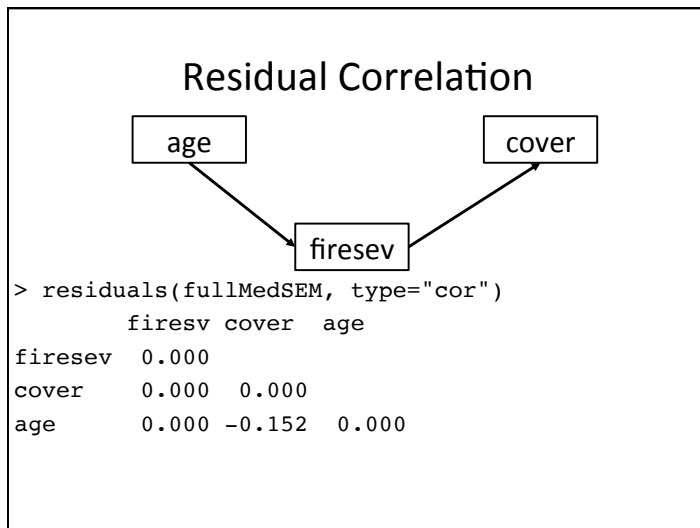 Residual Correlation
age
cover
firesev
> residuals(fullMedSEM, type="cor")
firesv cover age
firesev 0.000
cover 0.000 0.000
age 0.000 -0.152 0.000